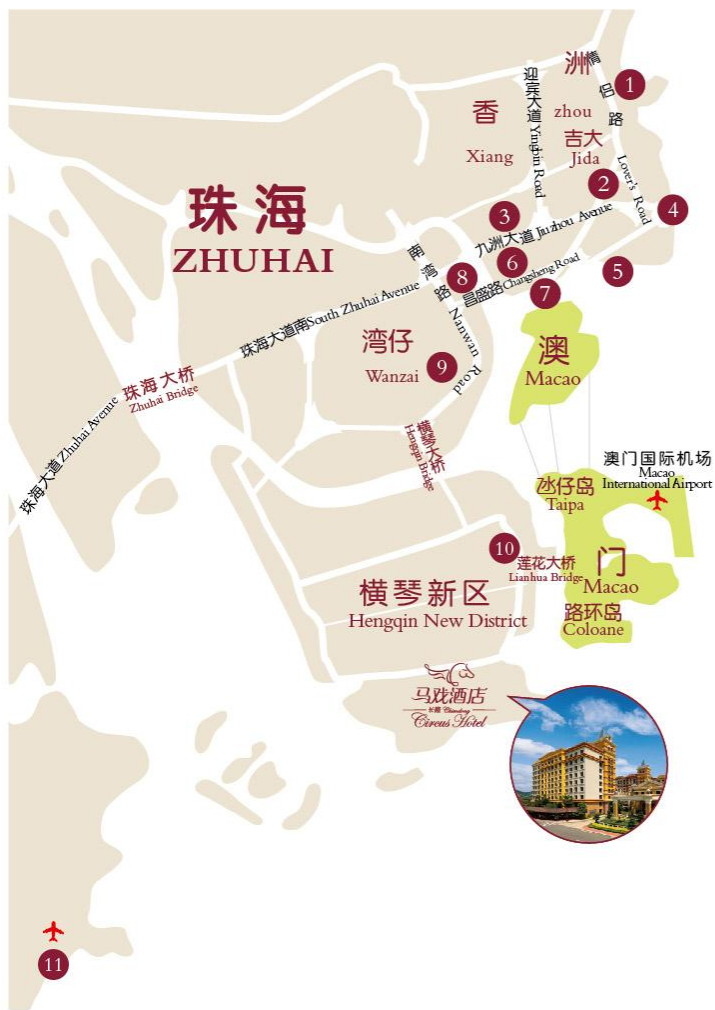 洲
情侣路
1
迎宾大道 Yingbin Road
香
zhou
吉大
Jida
Xiang
Lover's Road
2
珠海
ZHUHAI
3
4
九洲大道 Jiuzhou Avenue
南湾路
Nanwan Road
6
5
8
昌盛路 Changsheng Road
7
珠海大道南 South Zhuhai Avenue
湾仔
Wanzai
9
澳
Macao
珠海大桥
Zhuhai Bridge
珠海大道 Zhuhai Avenue
横琴大桥
Hengqin Bridge
澳门国际机场
Macao
International Airport
氹仔岛
Taipa
10
莲花大桥
Lianhua Bridge
门
Macao
横琴新区
Hengqin New District
路环岛
Coloane
马戏酒店
长隆 Chimelong
Circus Hotel
11